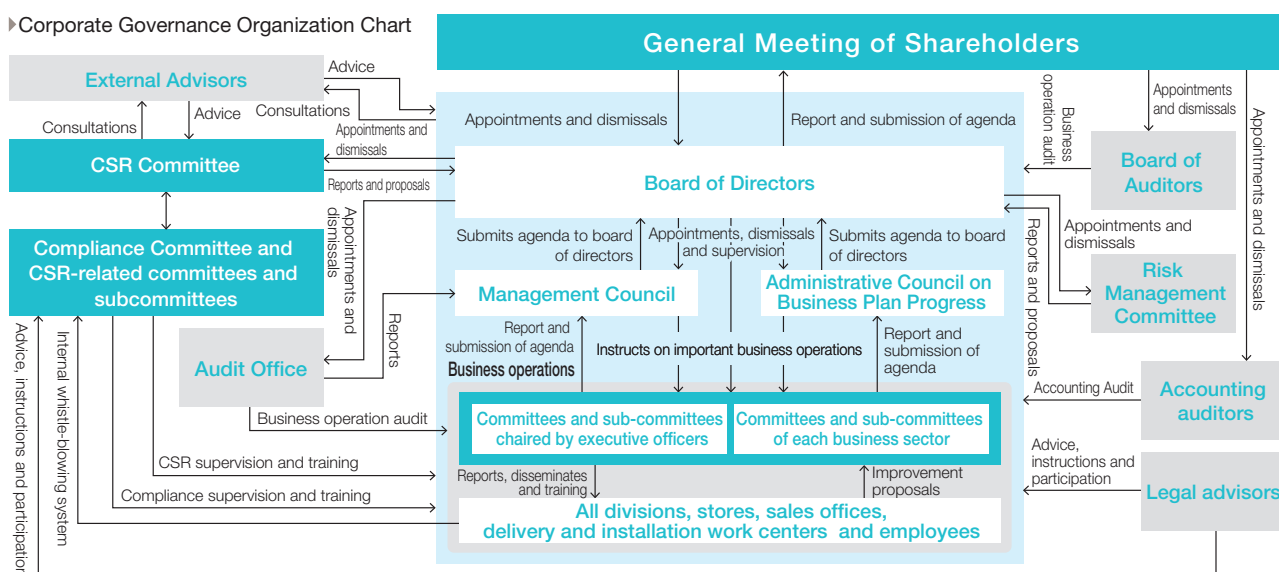 Corporate Governance Organization Chart
General Meeting of Shareholders
External Advisors
Advice
Consultations
Advice
Consultations
Appointments and
dismissals
CSR Committee
Reports and proposals
Appointments and dismissals
Report and submission of agenda
Business
operation audit
Appointments
and dismissals
Appointments and dismissals
Board of
Auditors
Board of Directors
Compliance Committee and
CSR-related committees and
subcommittees
Appointments and
dismissals
Submits agenda to board
of directors
Appointments, dismissals
and supervision
Submits agenda to board
of directors
Appointments and
dismissals
Reports and proposals
Management Council
Administrative Council on
Business Plan Progress
Risk
Management
Committee
Reports
Audit Office
Report and
submission of agenda
Business operations
Instructs on important business operations
Report and
submission of
agenda
Accounting Audit
Accounting
auditors
Business operation audit
Committees and sub-committees
chaired by executive officers
Committees and sub-committees
of each business sector
CSR supervision and training
Reports, disseminates
and training
Improvement
proposals
Advice,
instructions and
participation
Legal advisors
Compliance supervision and training
All divisions, stores, sales offices,
delivery and installation work centers and employees
Advice, instructions and participation
Internal whistle-blowing system